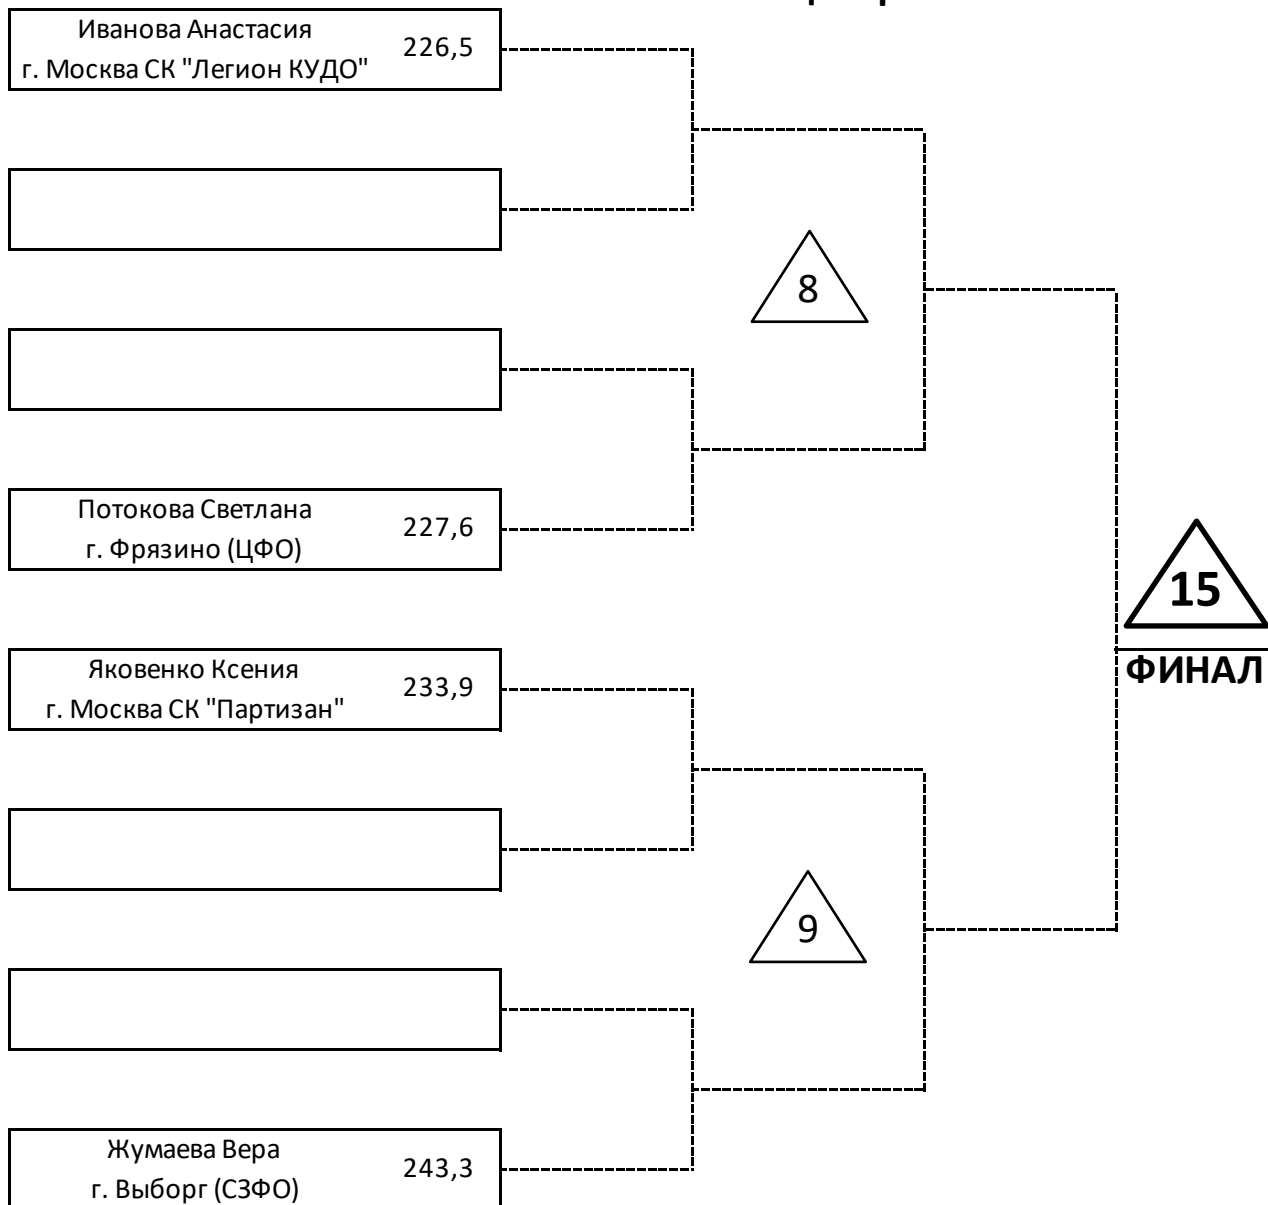 Иванова Анастасия
226,5
г. Москва СК "Легион КУДО"
8
Потокова Светлана
227,6
г. Фрязино (ЦФО)
15
ФИНАЛ
Яковенко Ксения
233,9
г. Москва СК "Партизан"
9
Жумаева Вера
243,3
г. Выборг (СЗФО)